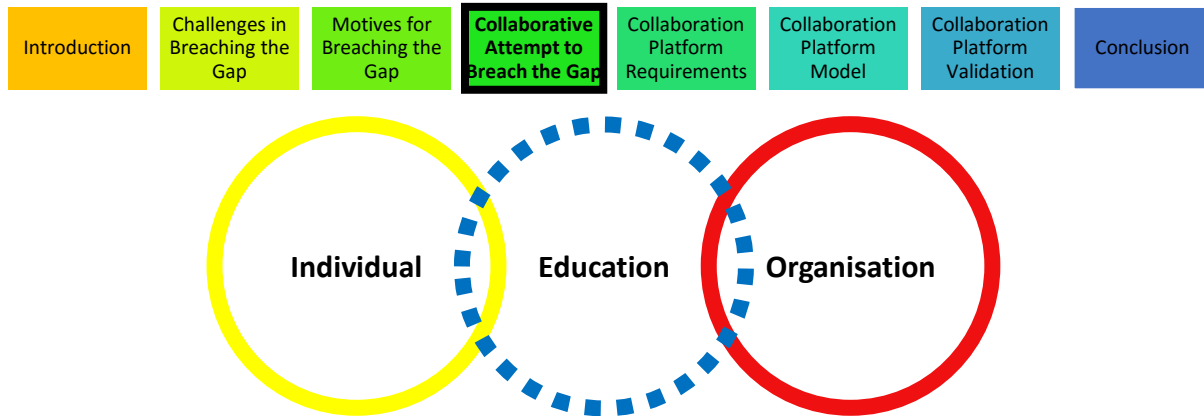 Introduction
Challenges in
Breaching the
Gap
Motives for
Breaching the
Gap
Collaborative
Attempt to
Breach the Gap
Collaboration
Platform
Requirements
Collaboration
Platform
Model
Collaboration
Platform
Validation
Conclusion
Individual
Education
Organisation